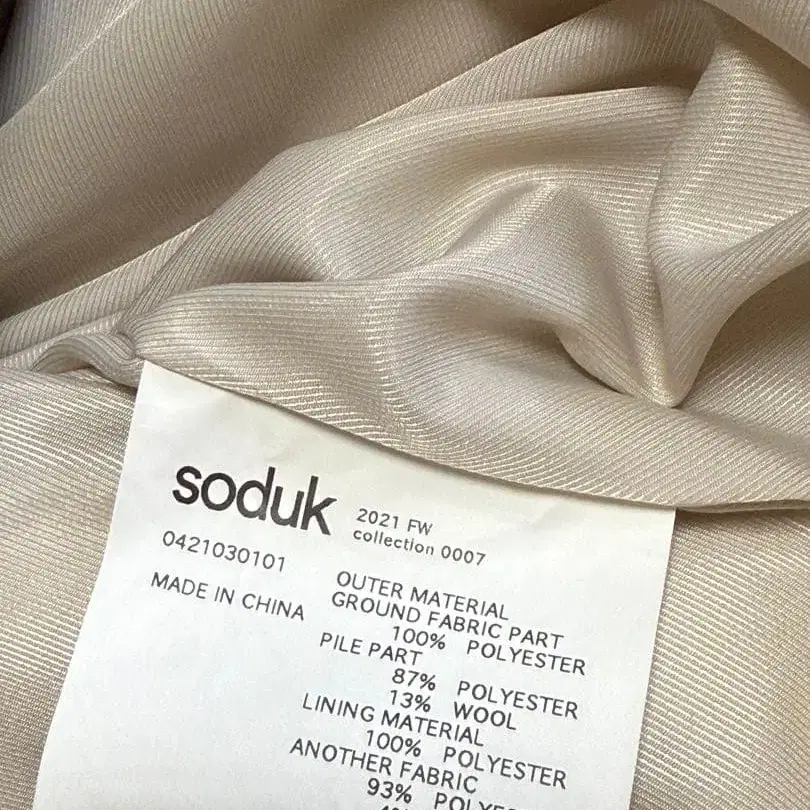 soduk
2021 FW
collection 0007
0421030101
MADE IN CHINA
OUTER MATERIAL
GROUND FABRIC PART
100% POLYESTER
PILE PART
87% POLYESTER
13% WOOL
LINING MATERIAL
100% POLYESTER
ANOTHER FABRIC
93%